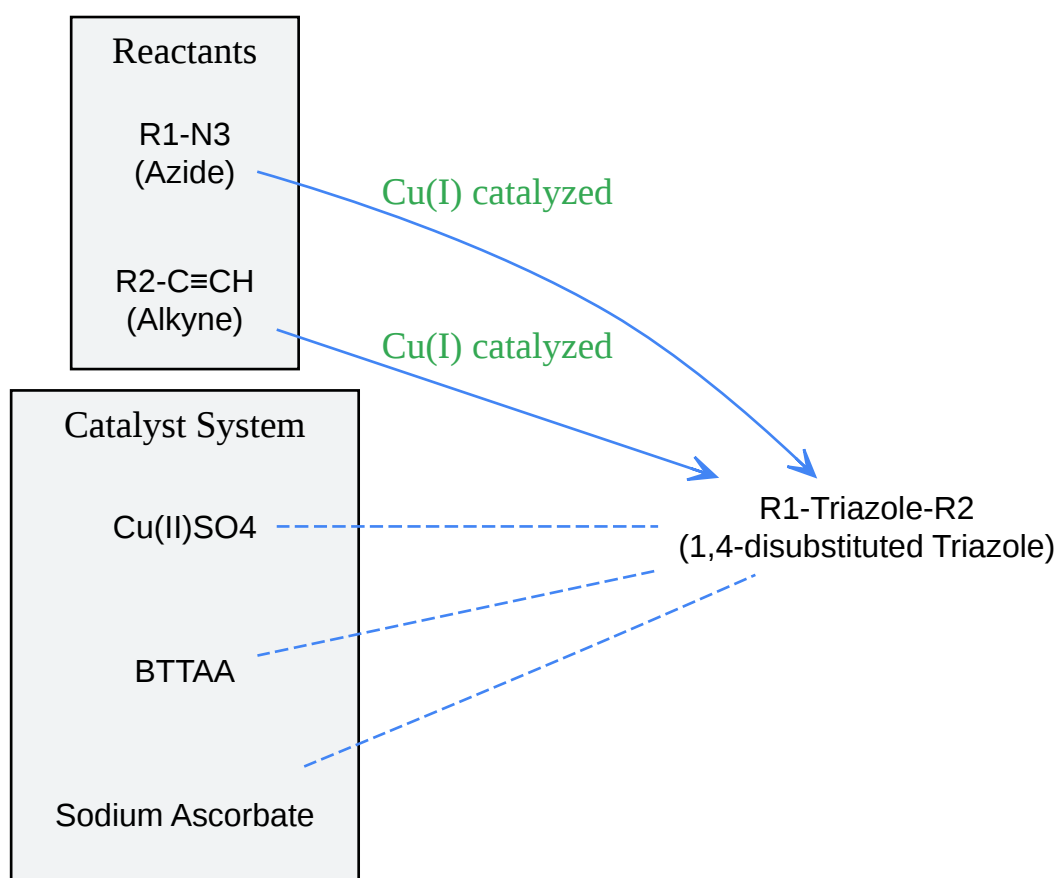 Reactants
R1-N3
(Azide)
R2-C≡CH
(Alkyne)
Cu(I) catalyzed
Cu(I) catalyzed
Catalyst System
Cu(II)SO4
BTTAA
Sodium Ascorbate
R1-Triazole-R2
(1,4-disubstituted Triazole)